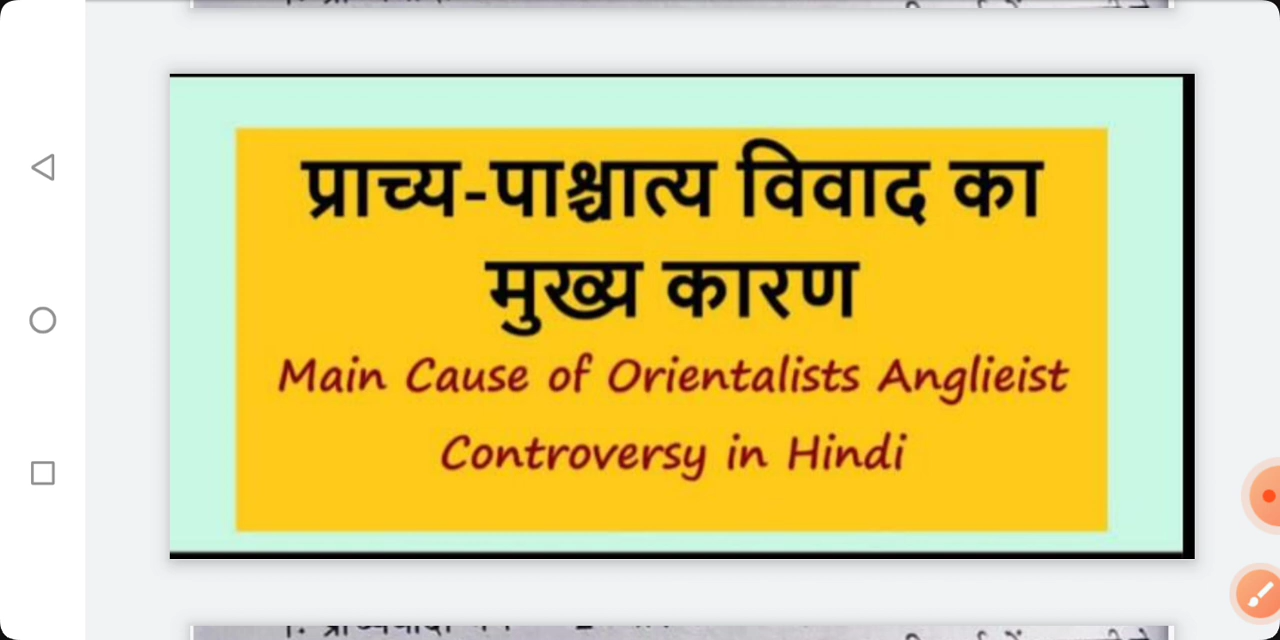 प्राच्य-पाश्चात्य विवाद का
मुख्य कारण
Main Cause of Orientalists Anglieist
Controversy in Hindi